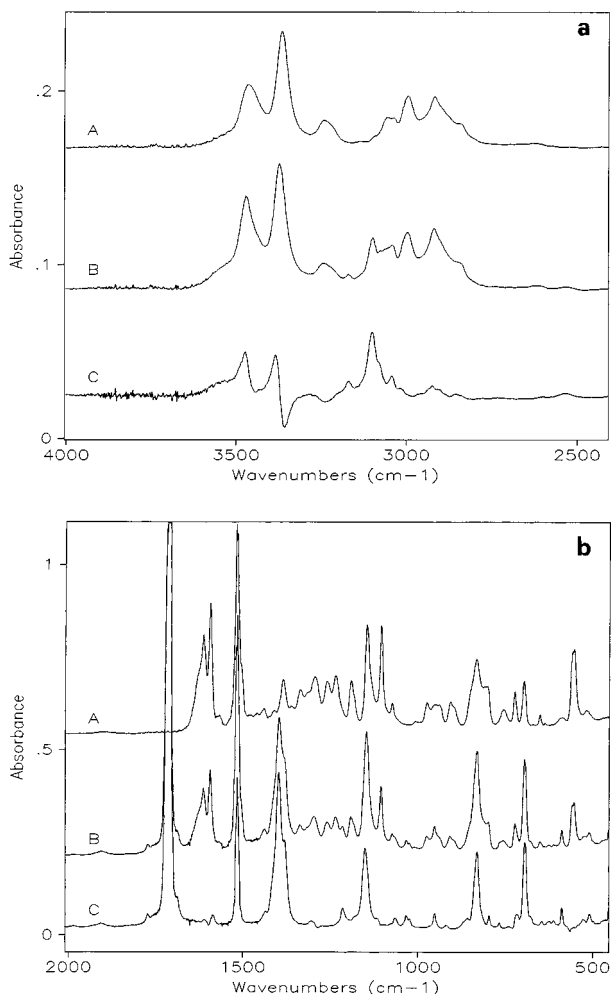 a
.2
A
Absorbance
.1
B
C
0
4000 3500 3000 2500
Wavenumbers (cm-1)
b
1
A
Absorbance
.5
B
C
0
2000 1500 1000 500
Wavenumbers (cm-1)